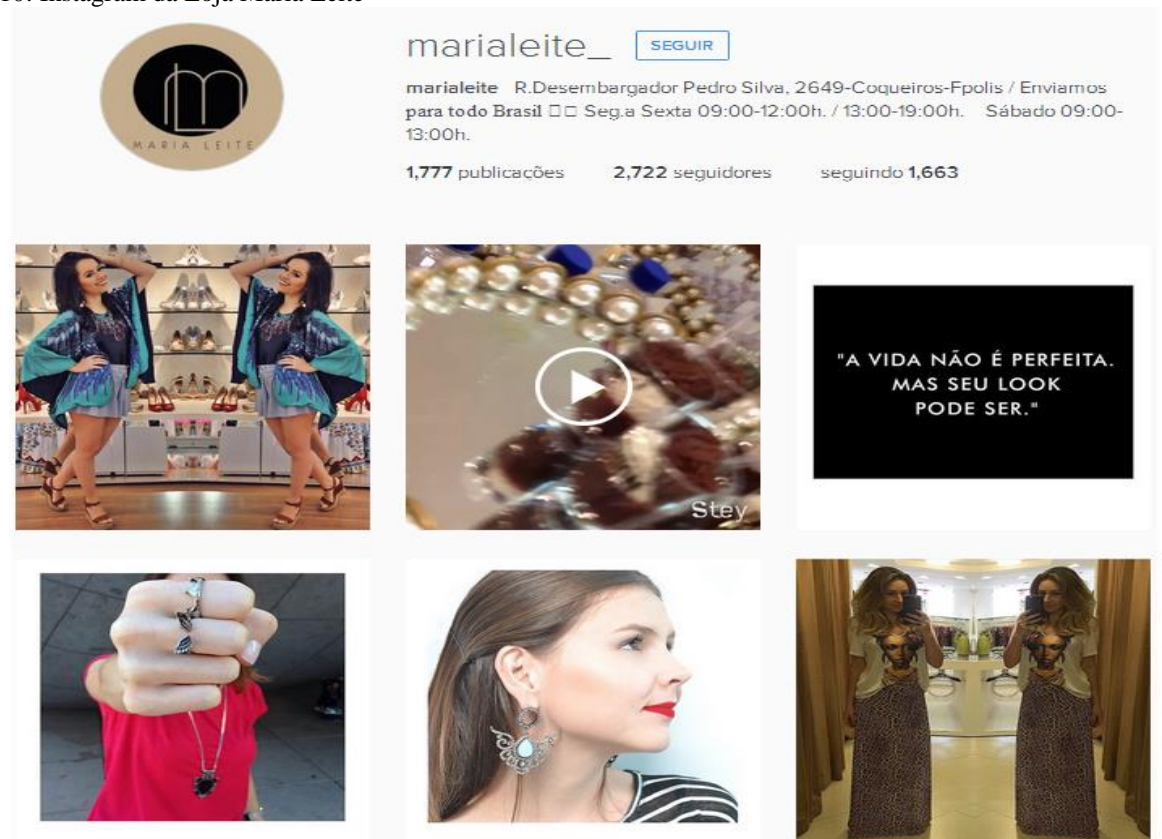 marialeite_ SEGUIR
marialeite R.Desembargador Pedro Silva, 2649-Coqueiros-Fpolis / Enviamos
para todo Brasil □□ Seg.a Sexta 09:00-12:00h. / 13:00-19:00h. Sábado 09:00-
13:00h.
MARIA LEITE
1,777 publicações 2,722 seguidores seguindo 1,663
"A VIDA NÃO É PERFEITA.
MAS SEU LOOK
PODE SER."
Stey